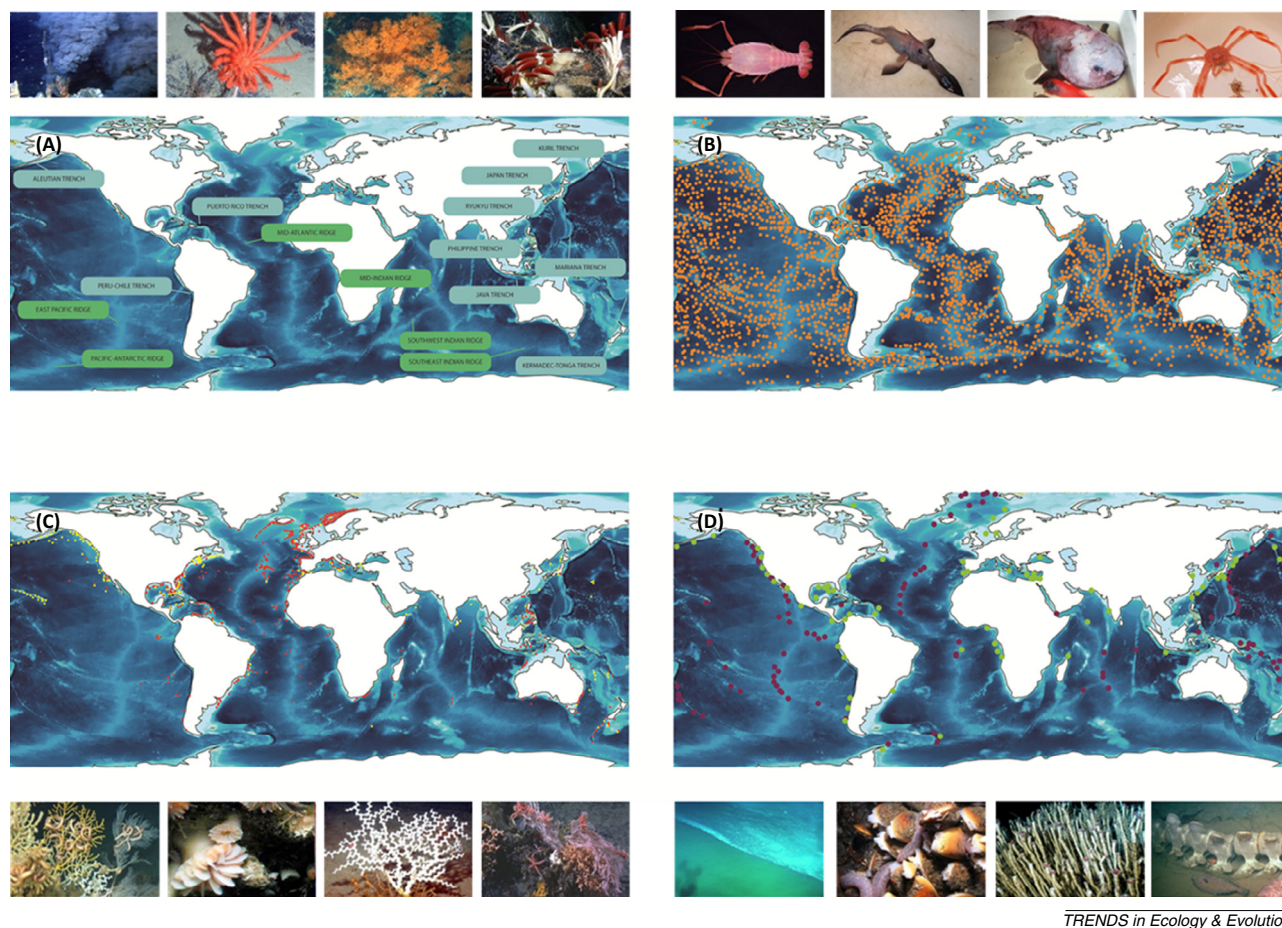 (A)
(B)
KURIL TRENCH
ALEUTIAN TRENCH
JAPAN TRENCH
PUERTO RICO TRENCH
RYUKYU TRENCH
MID-ATLANTIC RIDGE
PHILIPPINE TRENCH
MARIANA TRENCH
MID-INDIAN RIDGE
PERU-CHILE TRENCH
JAVA TRENCH
EAST PACIFIC RIDGE
SOUTHWEST INDIAN RIDGE
PACIFIC-ANTARCTIC RIDGE
SOUTHEAST INDIAN RIDGE
KERMADEC-TONGA TRENCH
(C)
(D)
TRENDS in Ecology & Evolutio